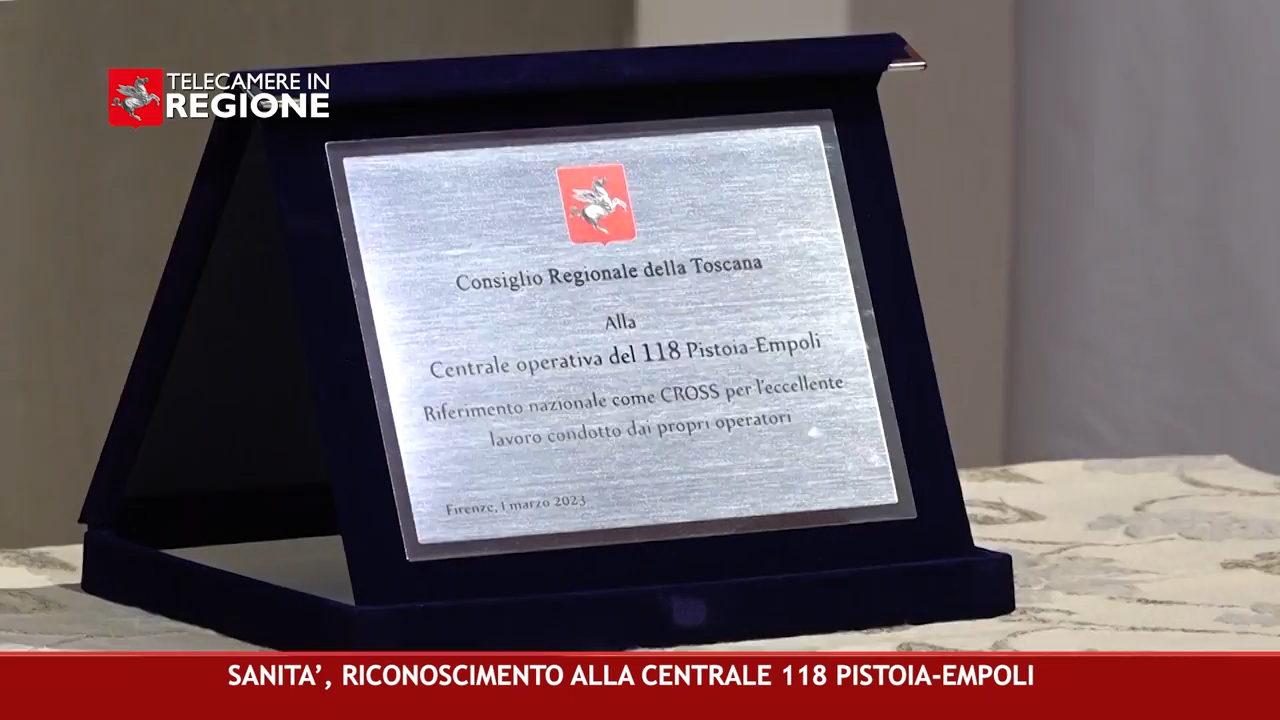 TELECAMERE IN
REGIONE
Consiglio Regionale della Toscana
Alla
Centrale operativa del 118 Pistoia-Empoli
Riferimento nazionale come CROSS per l'eccellente
lavoro condotto dai propri operatori
Firenze, 1 marzo 2023
SANITA’, RICONOSCIMENTO ALLA CENTRALE 118 PISTOIA-EMPOLI